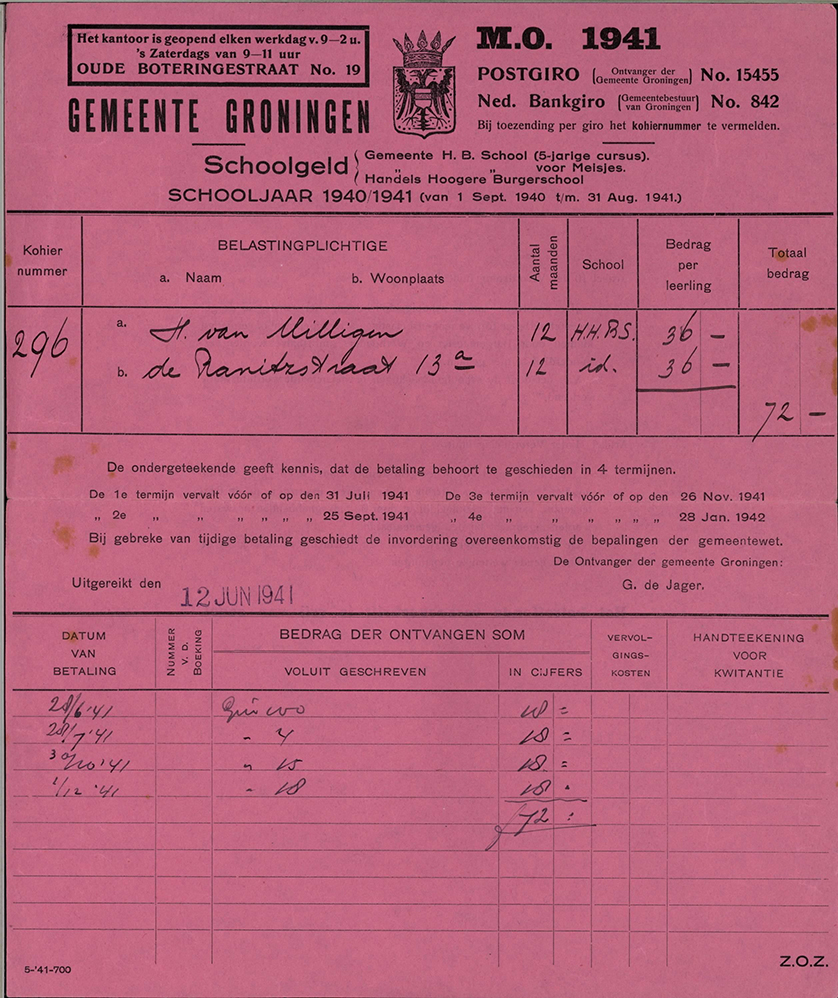 Het kantoor is geopend elken werkdag v. 9—2 u.
's Zaterdags van 9—11 uur
OUDE BOTERINGESTRAAT No. 19
GEMEENTE GRONINGEN
M.O. 1941
POSTGIRO (Ontvanger der Gemeente Groningen) No. 15455
Ned. Bankgiro (Gemeentebestuur van Groningen) No. 842
Bij toezending per giro het kohiernummer te vermelden.
Schoolgeld
Gemeente H. B. School (5-jarige cursus).
„ „ voor Meisjes.
Handels Hoogere Burgerschool
SCHOOLJAAR 1940/1941 (van 1 Sept. 1940 t/m. 31 Aug. 1941.)
Kohier nummer
BELASTINGPLICHTIGE
a. Naam b. Woonplaats
Aantal maanden
School
Bedrag per leerling
Totaal bedrag
296
a. H. van Milligen 12 H.H.B.S. 36 —
b. de Ranitzstraat 13a 12 id. 36 —
72 —
De ondergeteekende geeft kennis, dat de betaling behoort te geschieden in 4 termijnen.
De 1e termijn vervalt vóór of op den 31 Juli 1941 De 3e termijn vervalt vóór of op den 26 Nov. 1941
„ 2e „ „ „ „ „ „ 25 Sept. 1941 „ 4e „ „ „ „ „ „ 28 Jan. 1942
Bij gebreke van tijdige betaling geschiedt de invordering overeenkomstig de bepalingen der gemeentewet.
De Ontvanger der gemeente Groningen:
Uitgereikt den 12 JUN 1941 G. de Jager.
DATUM VAN BETALING
NUMMER V. D. BOEKING
BEDRAG DER ONTVANGEN SOM
VOLUIT GESCHREVEN
IN CIJFERS
VERVOLGINGS-KOSTEN
HANDTEEKENING VOOR KWITANTIE
28/6 '41 18 =
28/7 '41 „ 4 18 =
30/10 '41 „ 15 18 =
1/12 '41 „ 18 18 "
72 :
5-'41-700
Z.O.Z.